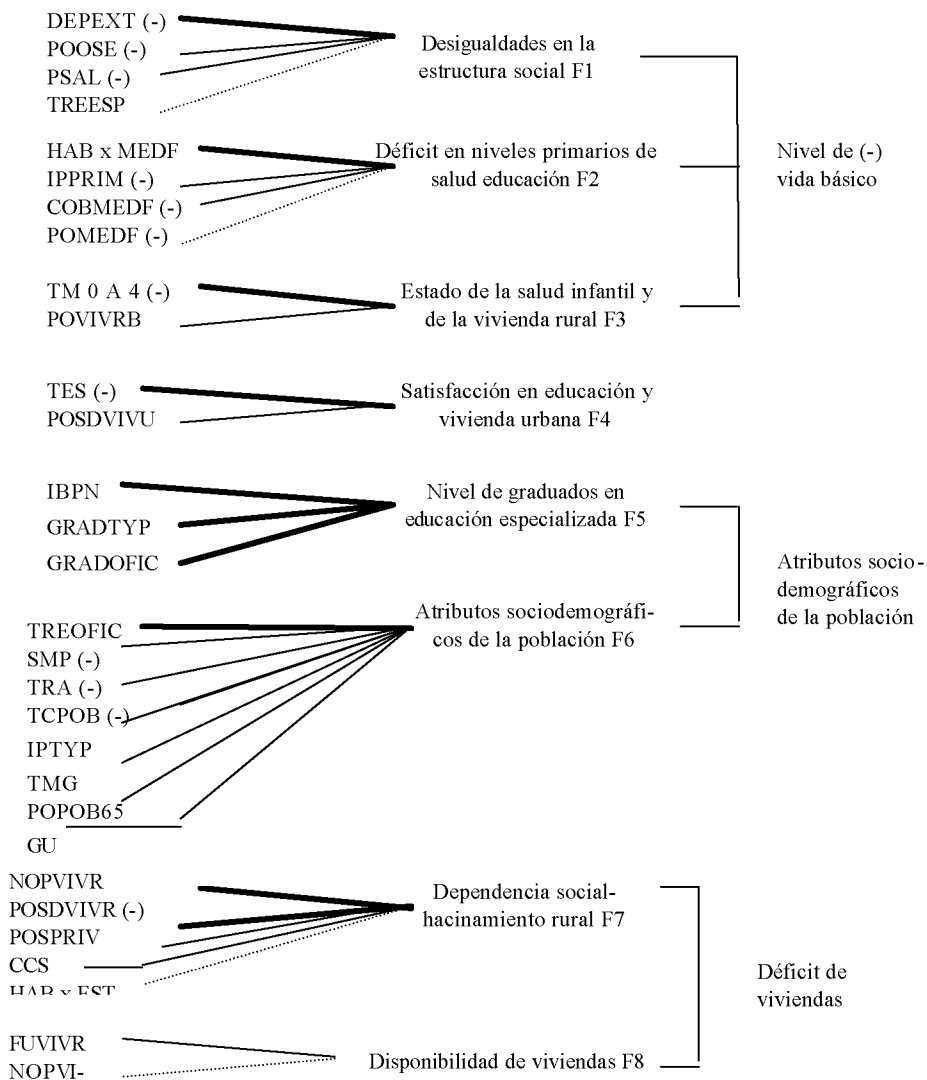 DEPEXT (-)
POOSE (-)
PSAL (-)
TREESP
Desigualdades en la
estructura social F1
HAB x MEDF
IPPRIM (-)
COBMEDF (-)
POMEDF (-)
Déficit en niveles primarios de
salud educación F2
Nivel de (-)
vida básico
TM 0 A 4 (-)
POVIVRB
Estado de la salud infantil y
de la vivienda rural F3
TES (-)
POSDVIVU
Satisfacción en educación y
vivienda urbana F4
IBPN
GRADTYP
GRADOFIC
Nivel de graduados en
educación especializada F5
Atributos socio-
demográficos
de la población
TREOFIC
SMP (-)
TRA (-)
TCPOB (-)
IPTYP
TMG
POPOB65
GU
Atributos sociodemográfi-
cos de la población F6
NOPVIVR
POSDVIVR (-)
POSPRIV
CCS
HAB x EST
Dependencia social-
hacinamiento rural F7
Déficit de
viviendas
FUVIVR
NOPVI-
Disponibilidad de viviendas F8